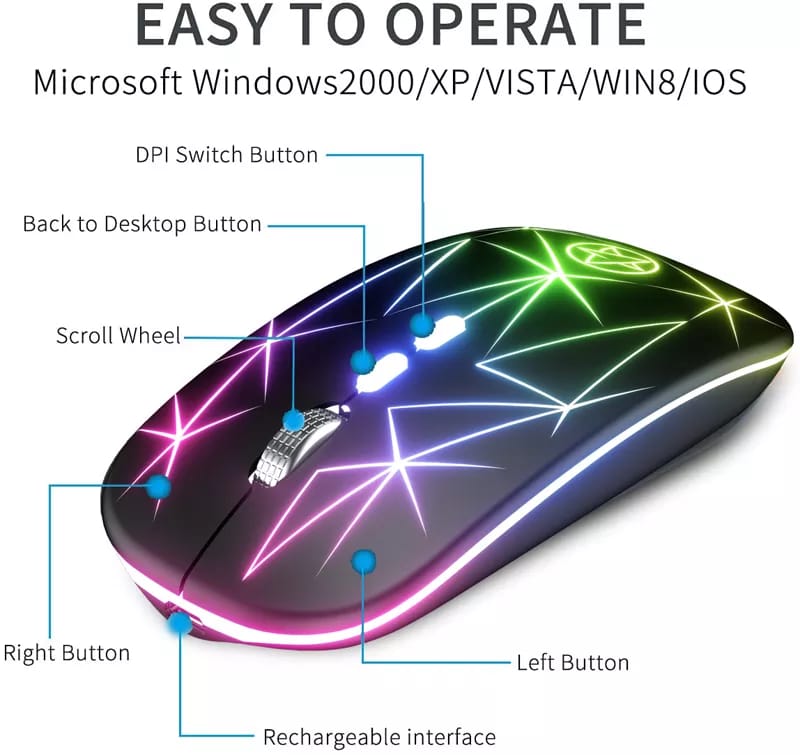 EASY TO OPERATE
Microsoft Windows2000/XP/VISTA/WIN8/IOS
DPI Switch Button
Back to Desktop Button
Scroll Wheel
Right Button
Left Button
Rechargeable interface